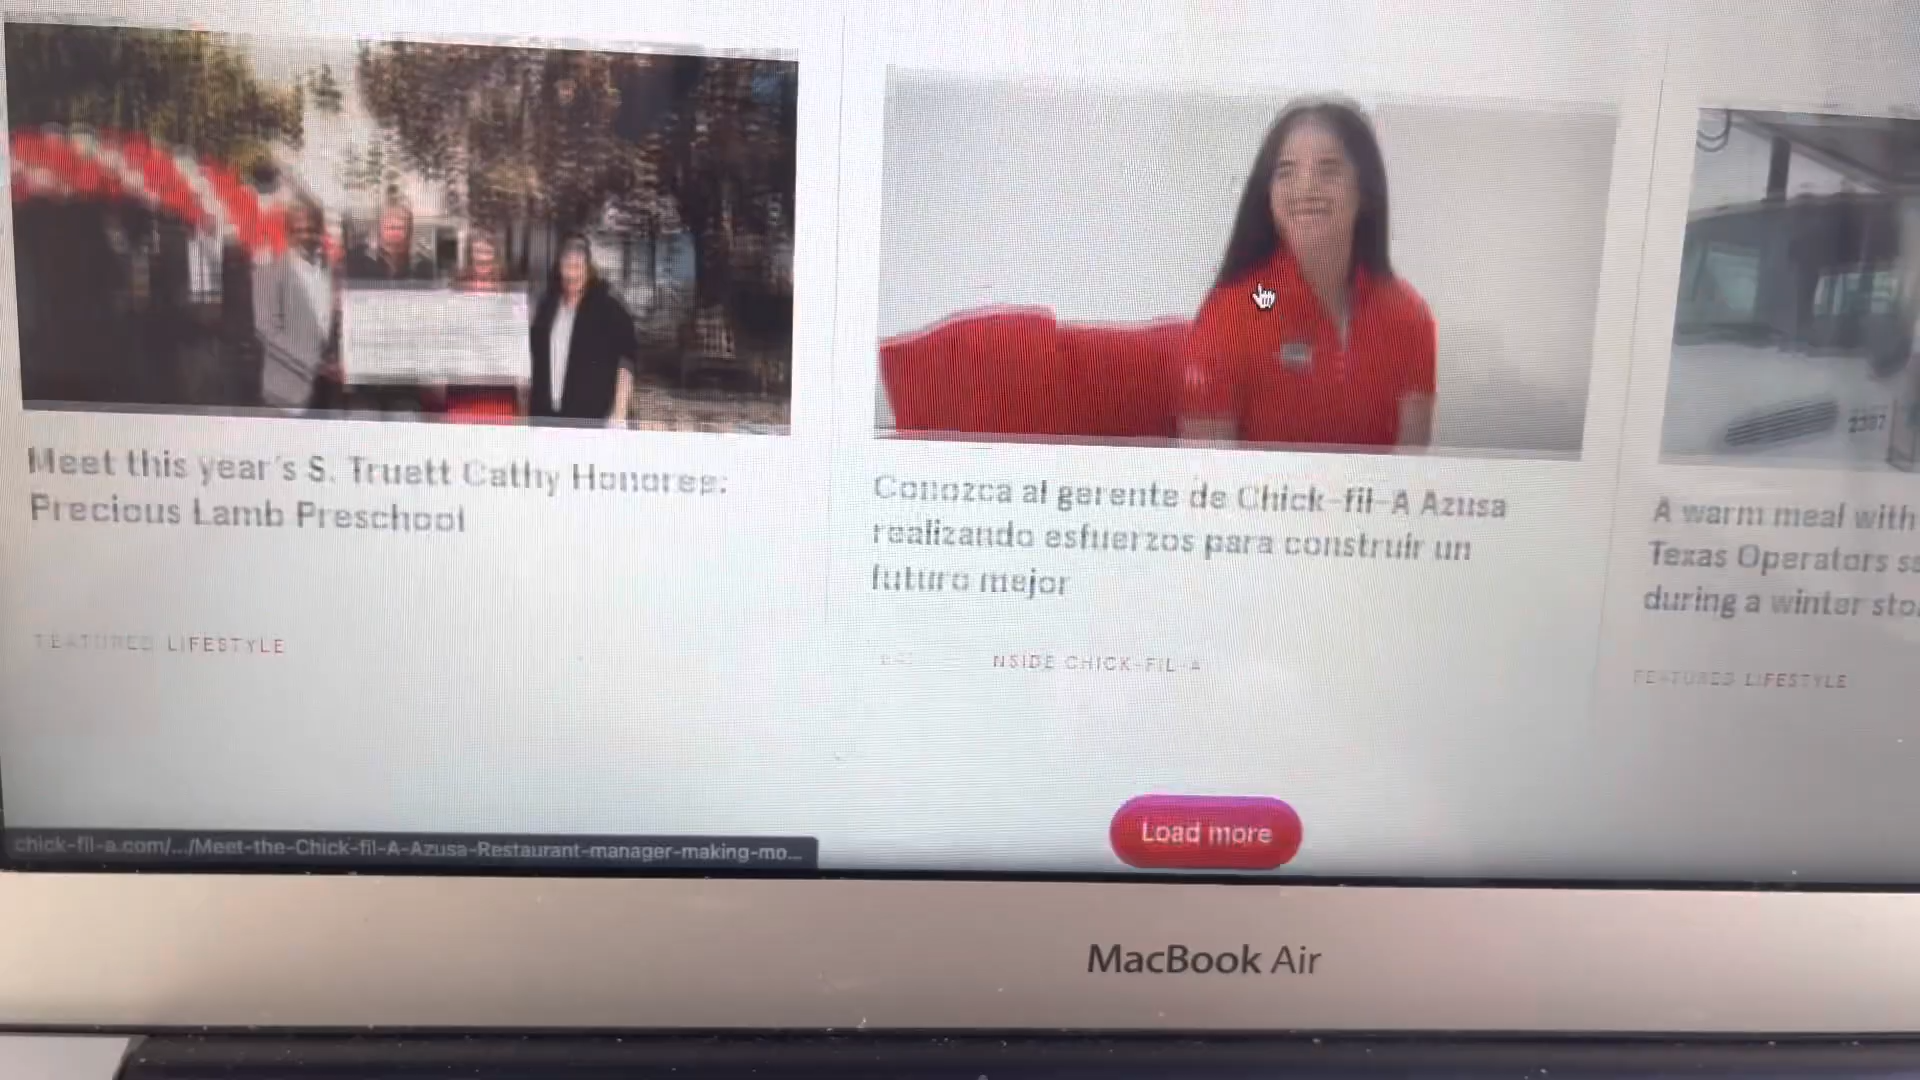 Meet this year's S. Truett Cathy Honoree:
Precious Lamb Preschool
FEATURED LIFESTYLE
Conozca al gerente de Chick-fil-A Azusa
realizando esfuerzos para construir un
futuro mejor
INSIDE CHICK-FIL-A
2387
A warm meal with
Texas Operators
during a winter
FEATURED LIFESTYLE
Load more
chick-fil-a.com/.../Meet-the-Chick-fil-A-Azusa-Restaurant-manager-making-mo...
MacBook Air